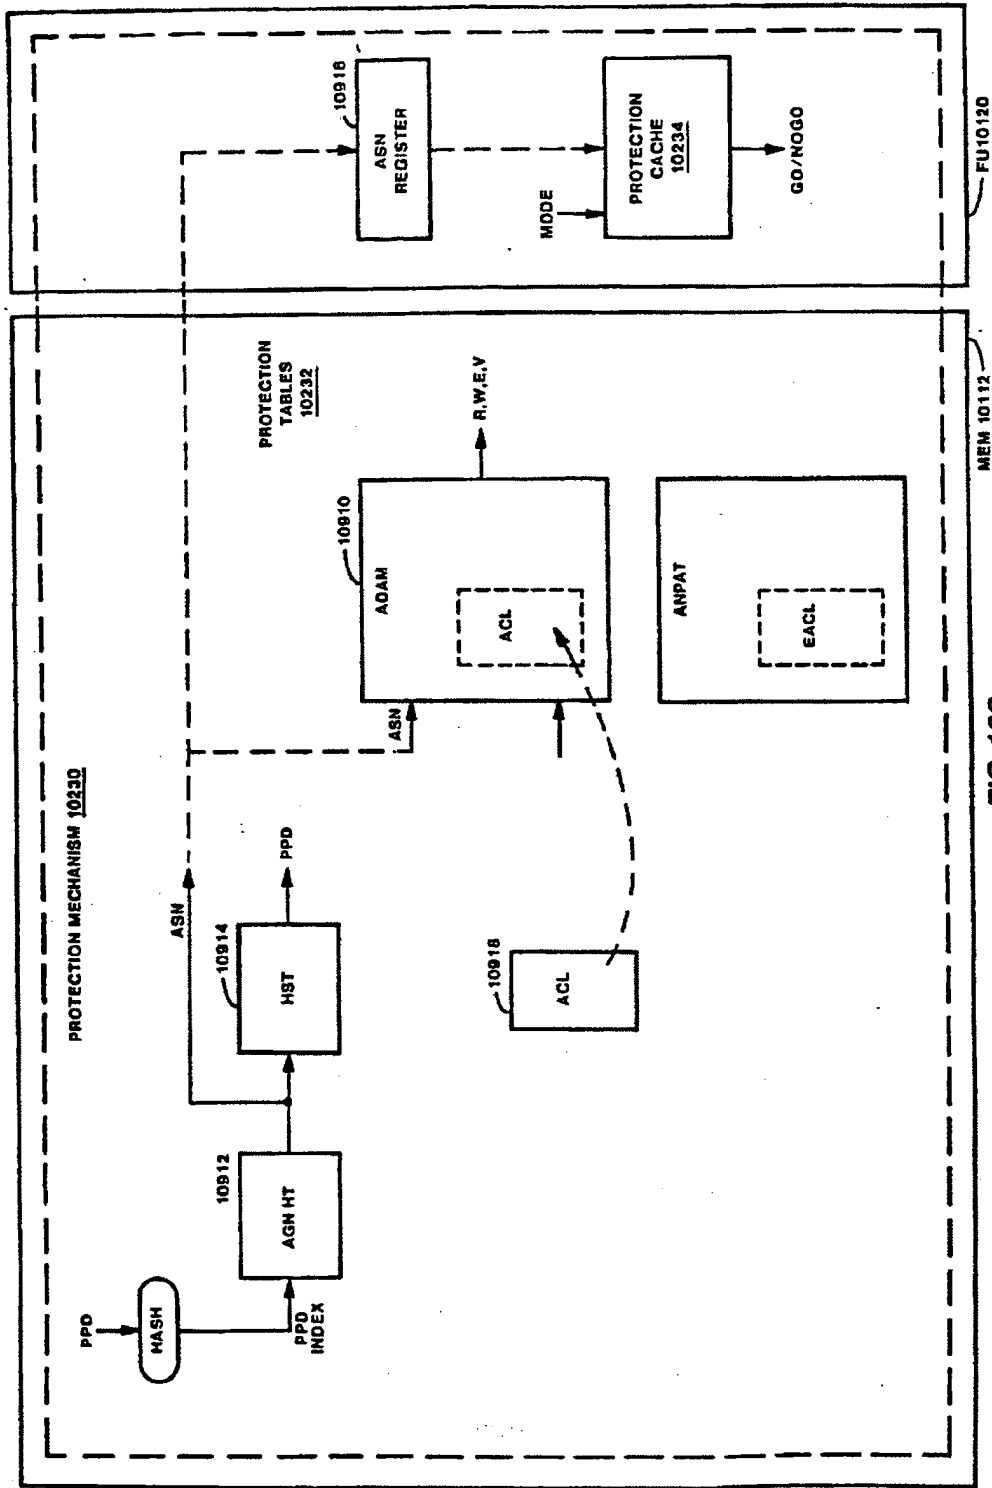 PROTECTION MECHANISM 10230
PPD
HASH
PPD
INDEX
10912
AGN HT
ASN
10914
HST
PPD
10918
ACL
PROTECTION
TABLES
10232
ASN
10910
ADAM
ACL
R,W,E,V
ANPAT
EACL
MEM 10112
10916
ASN
REGISTER
MODE
PROTECTION
CACHE
10234
GO/NOGO
FU10120